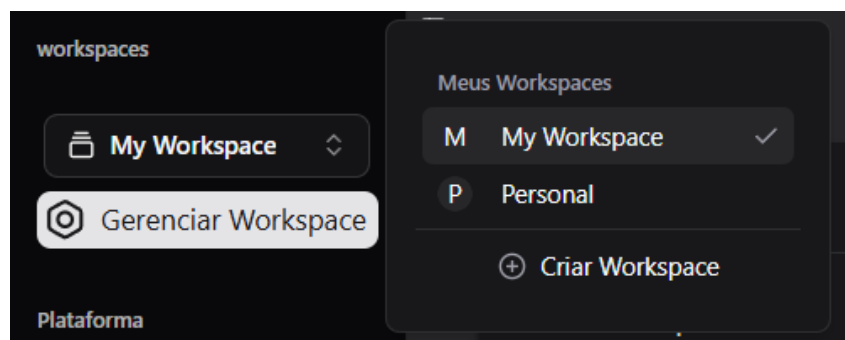 workspaces
My Workspace
Gerenciar Workspace
Plataforma
Meus Workspaces
M My Workspace
P Personal
Criar Workspace